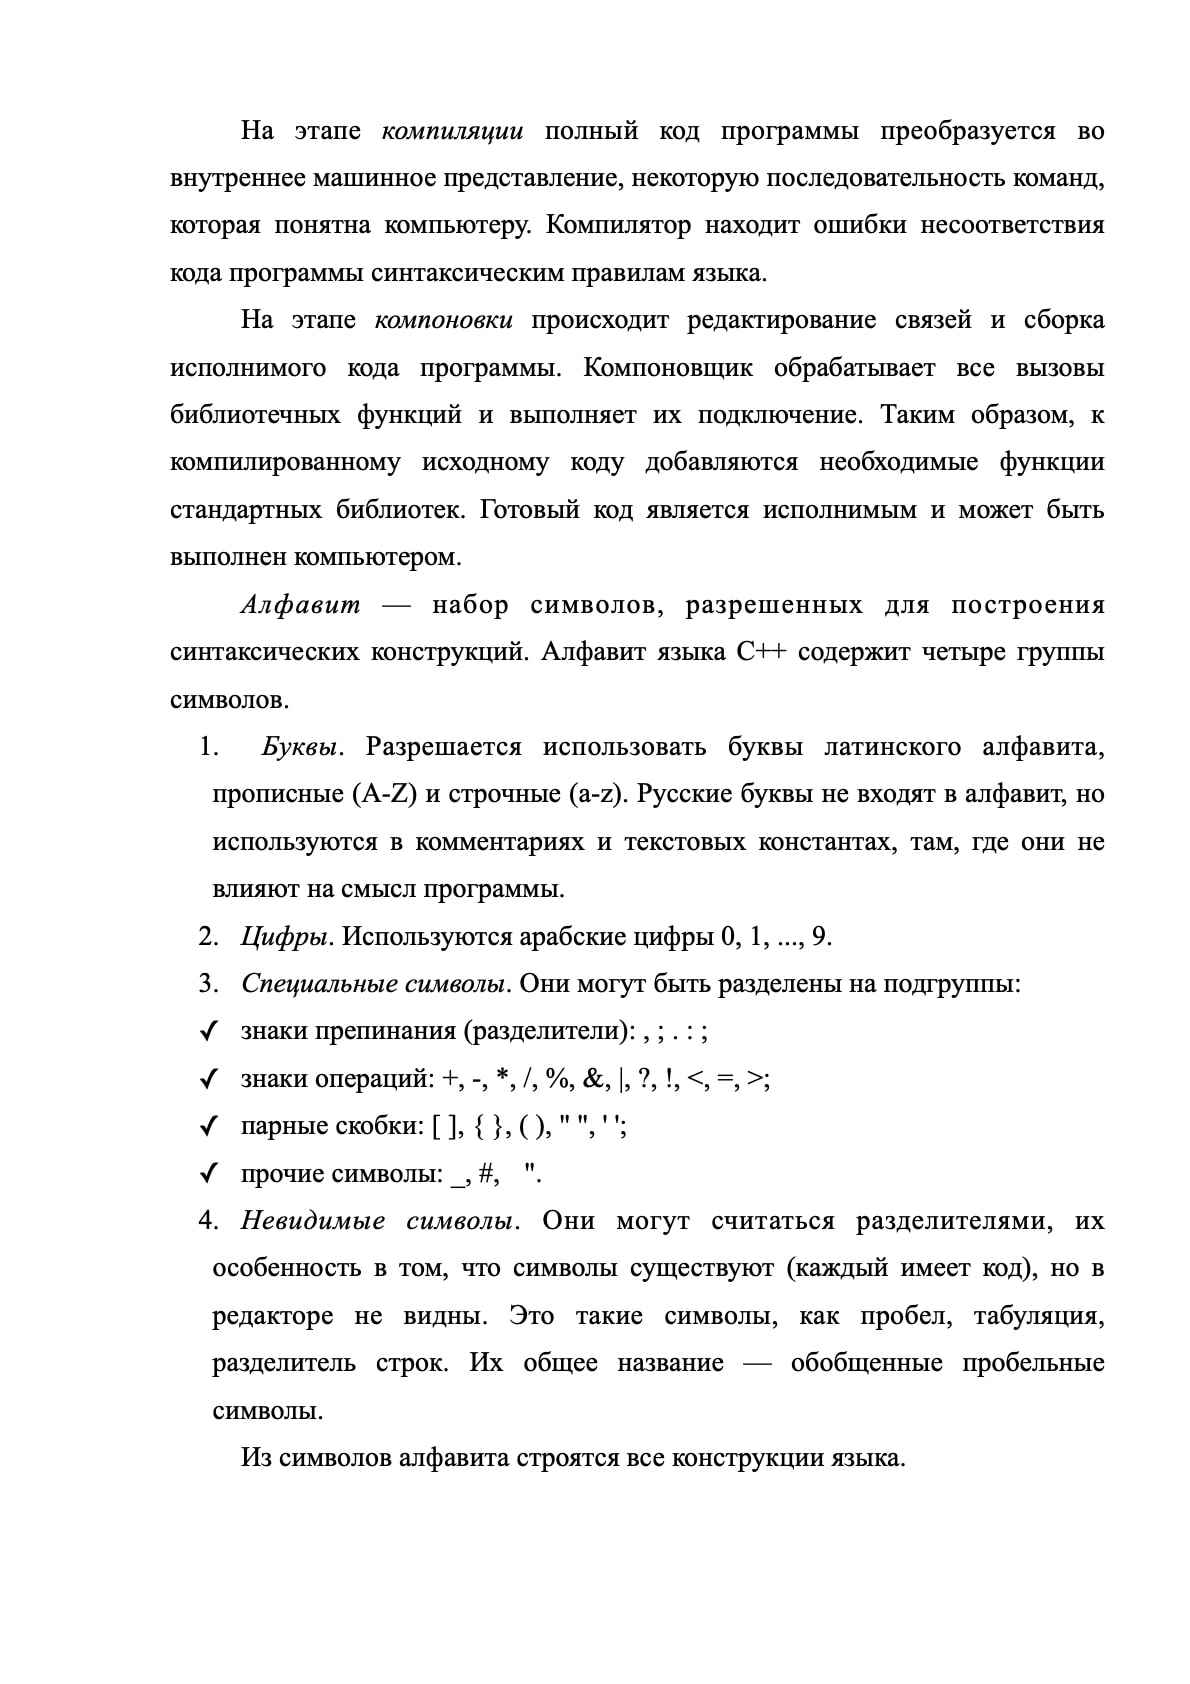 На этапе компиляции полный код программы преобразуется во
внутреннее машинное представление, некоторую последовательность команд,
которая понятна компьютеру. Компилятор находит ошибки несоответствия
кода программы синтаксическим правилам языка.
На этапе компоновки происходит редактирование связей и сборка
исполнимого кода программы. Компоновщик обрабатывает все вызовы
библиотечных функций и выполняет их подключение. Таким образом, к
компилированному исходному коду добавляются необходимые функции
стандартных библиотек. Готовый код является исполнимым и может быть
выполнен компьютером.
Алфавит — набор символов, разрешенных для построения
синтаксических конструкций. Алфавит языка С++ содержит четыре группы
символов.
1. Буквы. Разрешается использовать буквы латинского алфавита,
прописные (A-Z) и строчные (a-z). Русские буквы не входят в алфавит, но
используются в комментариях и текстовых константах, там, где они не
влияют на смысл программы.
2. Цифры. Используются арабские цифры 0, 1, ..., 9.
3. Специальные символы. Они могут быть разделены на подгруппы:
✓ знаки препинания (разделители): , ; . : ;
✓ знаки операций: +, -, *, /, %, &, |, ?, !, <, =, >;
✓ парные скобки: [ ], { }, ( ), " ", ' ';
✓ прочие символы: _, #, ".
4. Невидимые символы. Они могут считаться разделителями, их
особенность в том, что символы существуют (каждый имеет код), но в
редакторе не видны. Это такие символы, как пробел, табуляция,
разделитель строк. Их общее название — обобщенные пробельные
символы.
Из символов алфавита строятся все конструкции языка.